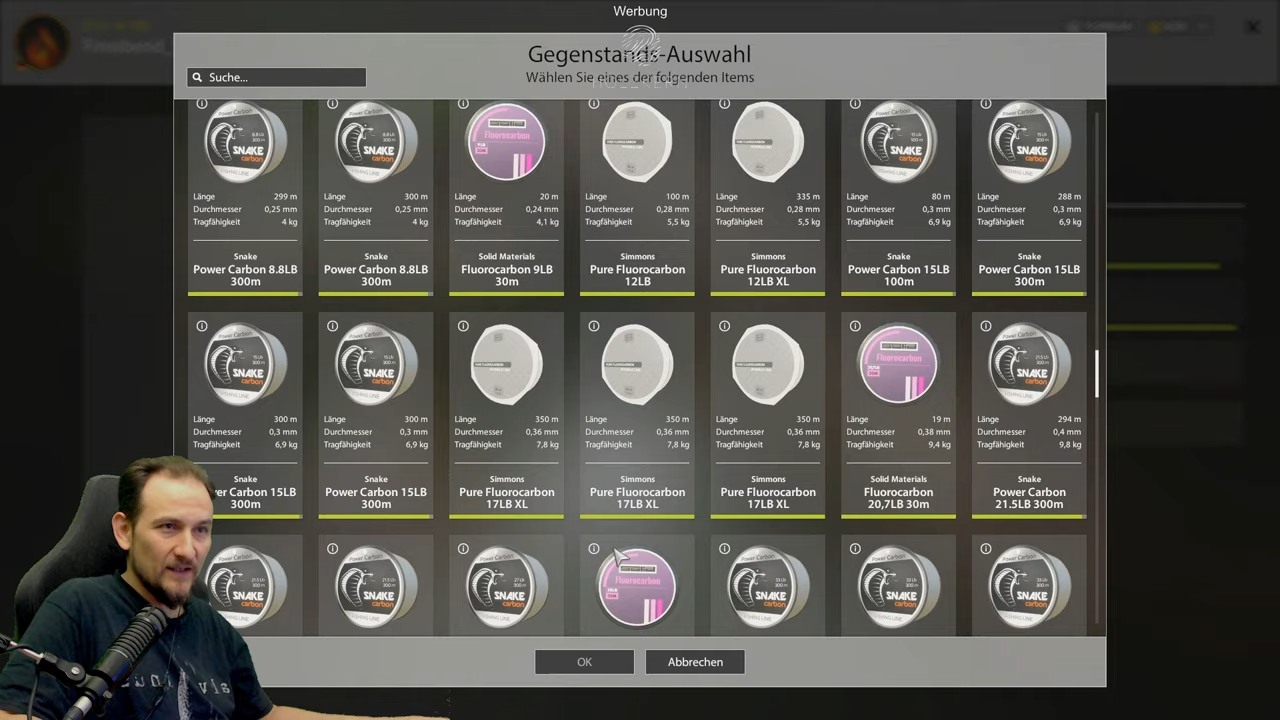 Werbung
Gegenstands-Auswahl
Suche...
Wählen Sie eines der folgenden Items
Länge 299 m
Durchmesser 0,25 mm
Tragfähigkeit 4 kg
Snake
Power Carbon 8.8LB
300m
Länge 300 m
Durchmesser 0,25 mm
Tragfähigkeit 4 kg
Snake
Power Carbon 8.8LB
300m
Länge 20 m
Durchmesser 0,24 mm
Tragfähigkeit 4,1 kg
Solid Materials
Fluorocarbon 9LB
30m
Länge 100 m
Durchmesser 0,28 mm
Tragfähigkeit 5,5 kg
Simmons
Pure Fluorocarbon
12LB
Länge 335 m
Durchmesser 0,28 mm
Tragfähigkeit 5,5 kg
Simmons
Pure Fluorocarbon
12LB XL
Länge 80 m
Durchmesser 0,3 mm
Tragfähigkeit 6,9 kg
Snake
Power Carbon 15LB
100m
Länge 288 m
Durchmesser 0,3 mm
Tragfähigkeit 6,9 kg
Snake
Power Carbon 15LB
300m
Länge 300 m
Durchmesser 0,3 mm
Tragfähigkeit 6,9 kg
Snake
er Carbon 15LB
300m
Länge 300 m
Durchmesser 0,3 mm
Tragfähigkeit 6,9 kg
Snake
Power Carbon 15LB
300m
Länge 350 m
Durchmesser 0,36 mm
Tragfähigkeit 7,8 kg
Simmons
Pure Fluorocarbon
17LB XL
Länge 350 m
Durchmesser 0,36 mm
Tragfähigkeit 7,8 kg
Simmons
Pure Fluorocarbon
17LB XL
Länge 350 m
Durchmesser 0,36 mm
Tragfähigkeit 7,8 kg
Simmons
Pure Fluorocarbon
17LB XL
Länge 19 m
Durchmesser 0,38 mm
Tragfähigkeit 9,4 kg
Solid Materials
Fluorocarbon
20,7LB 30m
Länge 294 m
Durchmesser 0,4 mm
Tragfähigkeit 9,8 kg
Snake
Power Carbon
21.5LB 300m
OK
Abbrechen